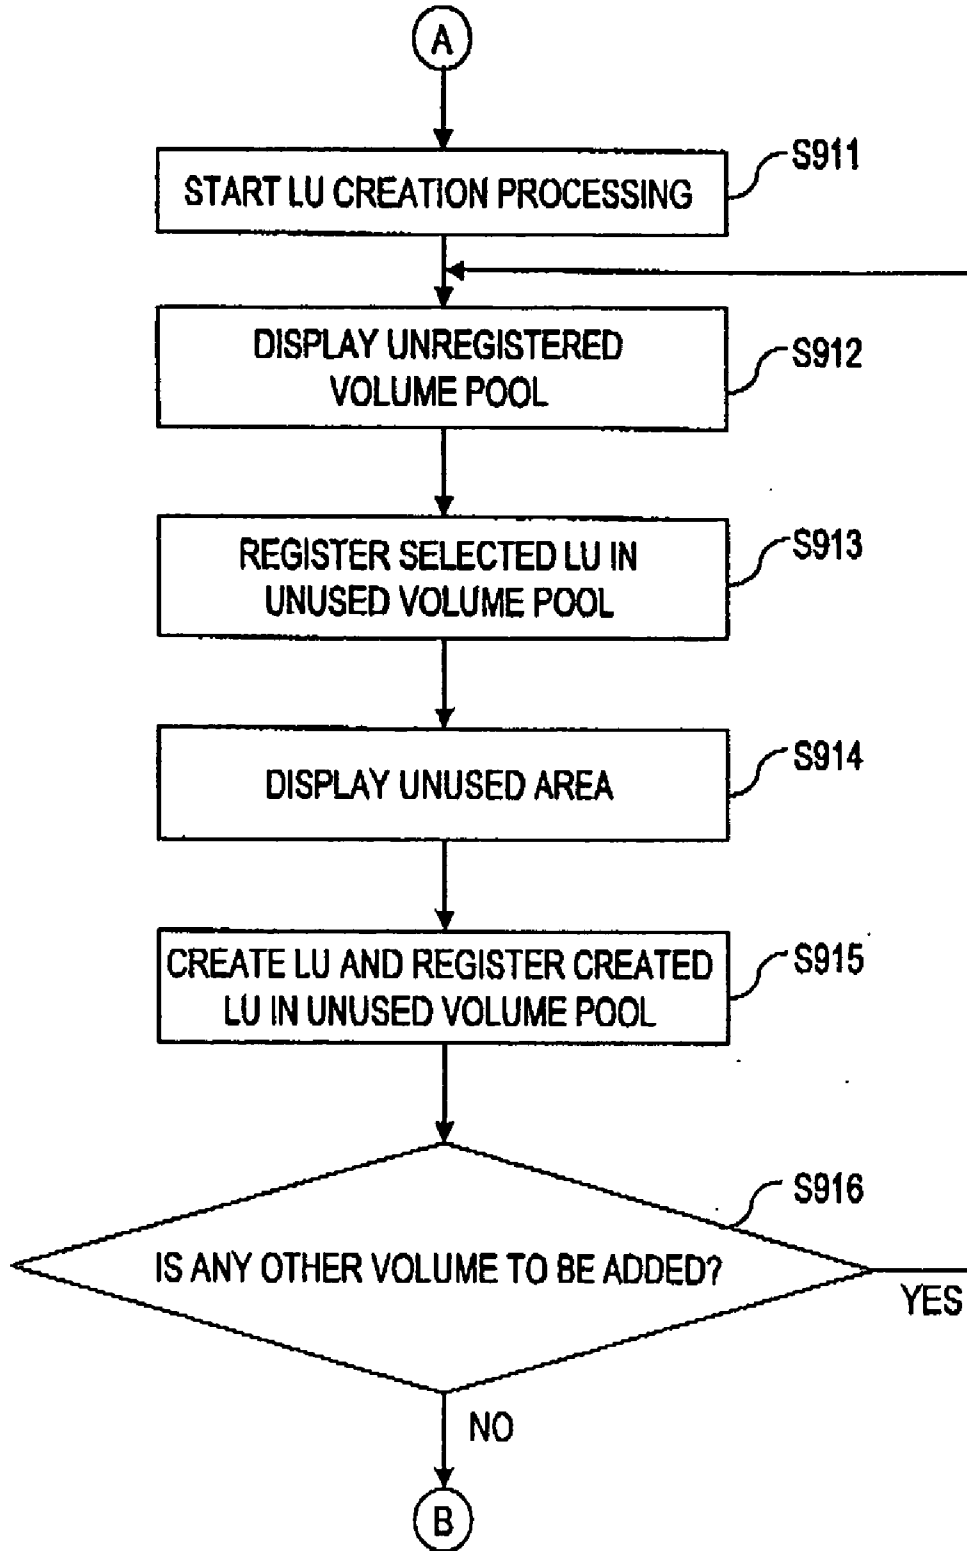 A
START LU CREATION PROCESSING
S911
DISPLAY UNREGISTERED
VOLUME POOL
S912
REGISTER SELECTED LU IN
UNUSED VOLUME POOL
S913
DISPLAY UNUSED AREA
S914
CREATE LU AND REGISTER CREATED
LU IN UNUSED VOLUME POOL
S915
IS ANY OTHER VOLUME TO BE ADDED?
S916
YES
NO
B